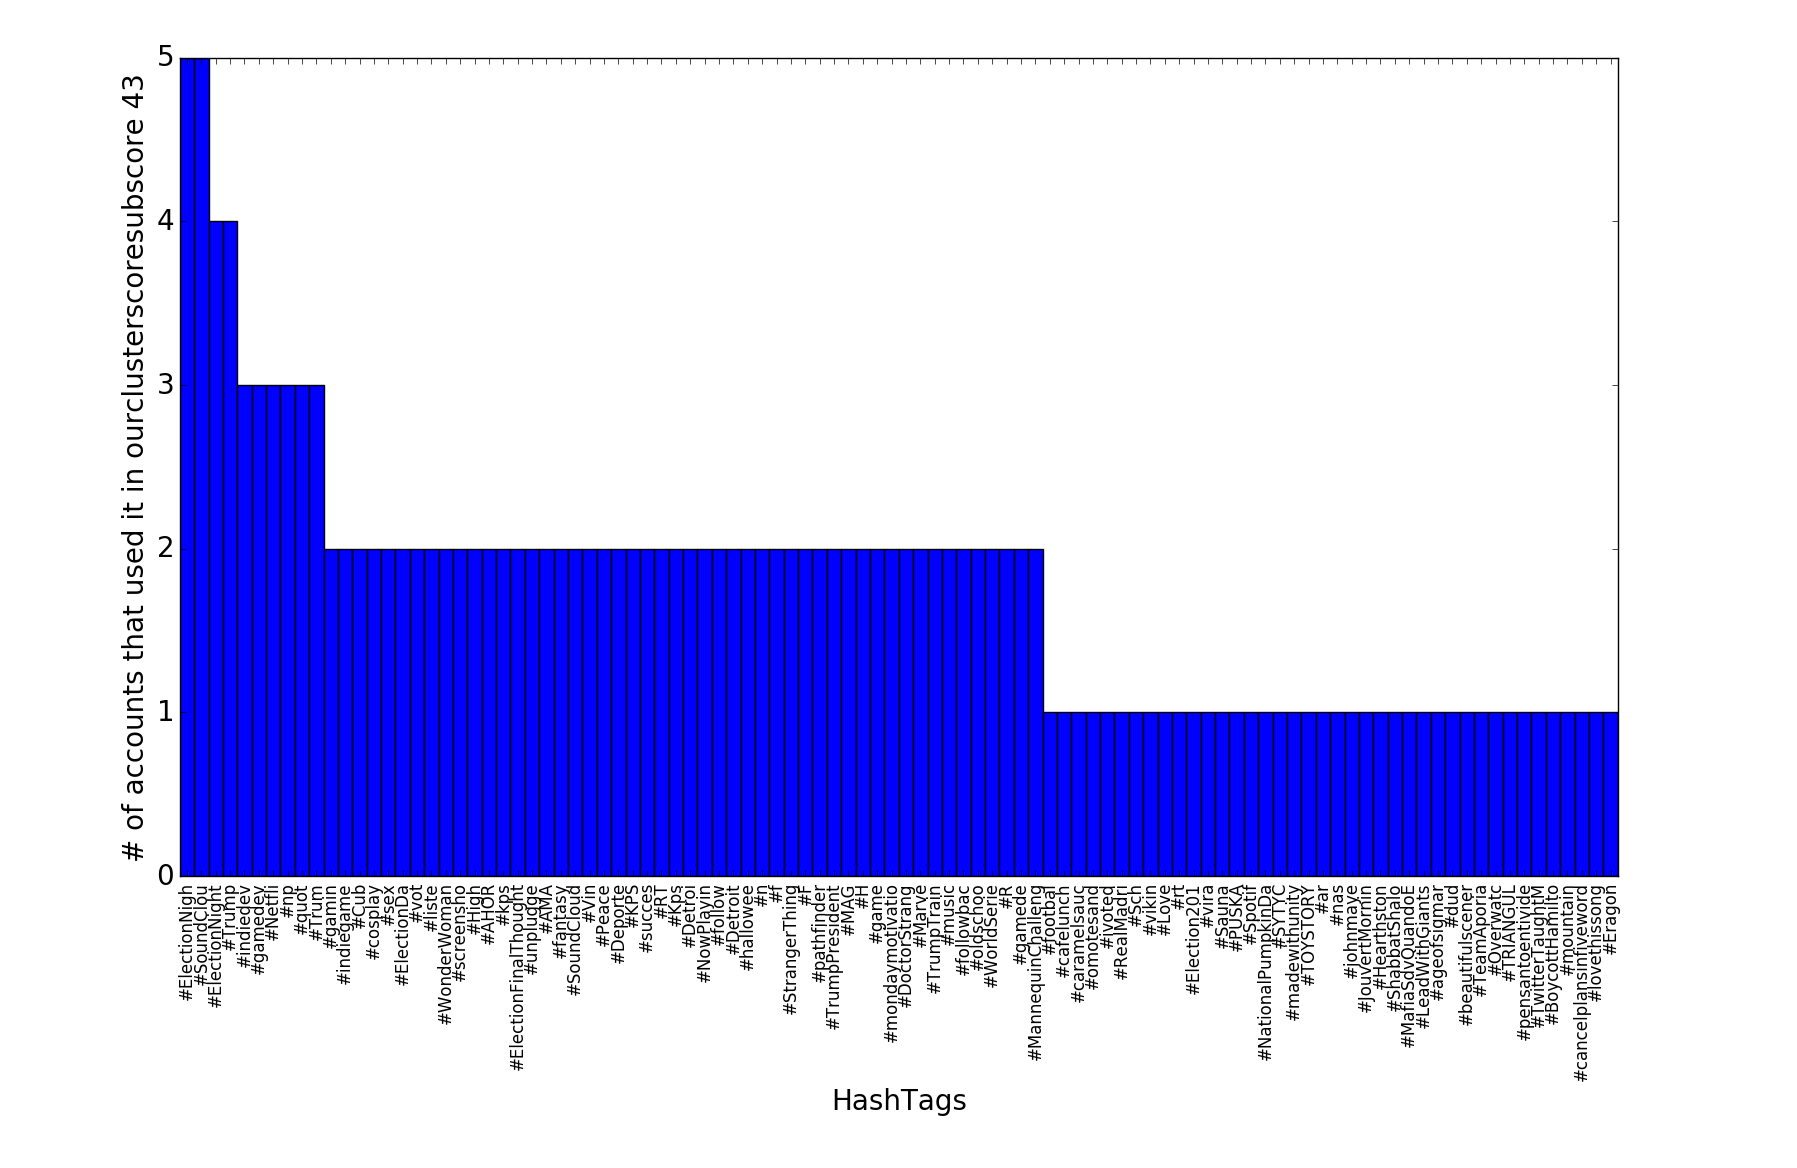 # of accounts that used it in ourclusterscoresubscore 43
5
4
3
2
1
0
#ElectionNigh
#SoundClou
#ElectionNight
#Trump
#indiedev
#gamedev
#Netfli
#np
#quot
#Trum
#gamin
#indiegame
#Cub
#cosplay
#sex
#ElectionDa
#vot
#liste
#WonderWoman
#screensho
#High
#AHOR
#kps
#ElectionFinalThought
#unpludge
#AMA
#fantasy
#SoundCloud
#Vin
#Peace
#Deporte
#KPS
#succes
#RT
#Kps
#Detroi
#NowPlayin
#follow
#Detroit
#hallowee
#n
#f
#StrangerThing
#F
#pathfinder
#TrumpPresident
#MAG
#H
#game
#mondaymotivatio
#DoctorStrang
#Marve
#TrumpTrain
#music
#followbac
#oldschoo
#WorldSerie
#R
#gamede
#MannequinChalleng
#footbal
#cafelunch
#caramelsauc
#omotesand
#ivoted
#RealMadri
#Sch
#vikin
#Love
#rt
#Election201
#vira
#Sauna
#PUSKA
#Spotif
#NationalPumpkinDa
#SYTYC
#madewithunity
#TOYSTORY
#ar
#nas
#johnmaye
#JouvertMornin
#Hearthston
#ShabbatShalo
#MafiaSdvQuandoE
#LeadWithGiants
#ageofsigmar
#dud
#beautifulscener
#TeamAporia
#Overwatc
#TRIANGUL
#pensantoentivide
#TwitterTaughtM
#BoycottHamilto
#mountain
#cancelplansinfiveword
#lovethissong
#Eragon
HashTags